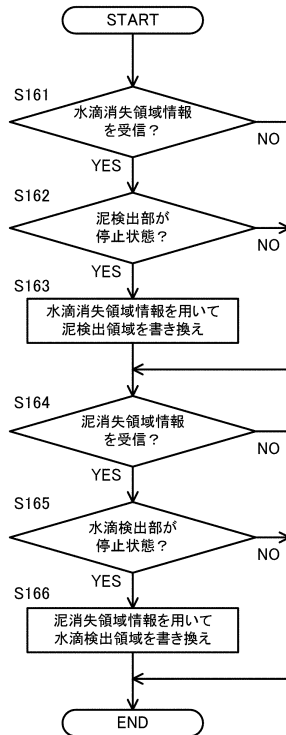 START
S161
水滴消失領域情報
を受信？
NO
YES
S162
泥検出部が
停止状態？
NO
YES
S163
水滴消失領域情報を用いて
泥検出領域を書き換え
S164
泥消失領域情報
を受信？
NO
YES
S165
水滴検出部が
停止状態？
NO
YES
S166
泥消失領域情報を用いて
水滴検出領域を書き換え
END